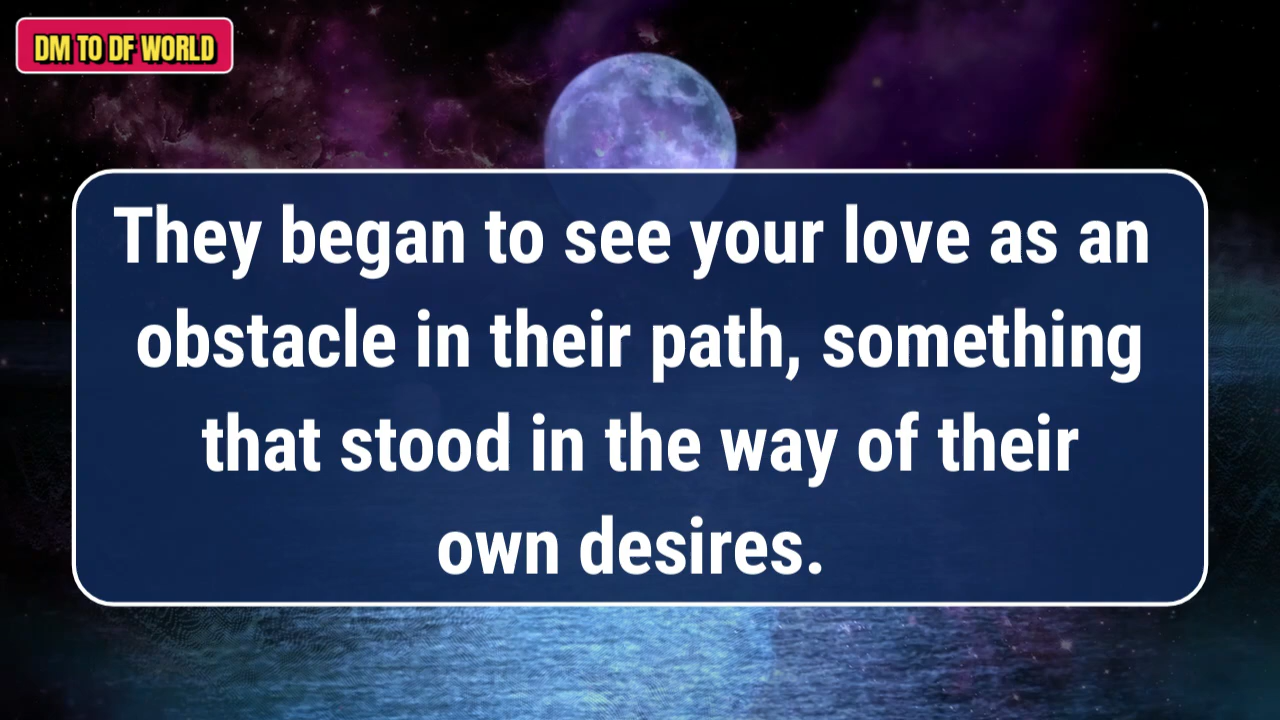 DM TO DF WORLD
They began to see your love as an
obstacle in their path, something
that stood in the way of their
own desires.